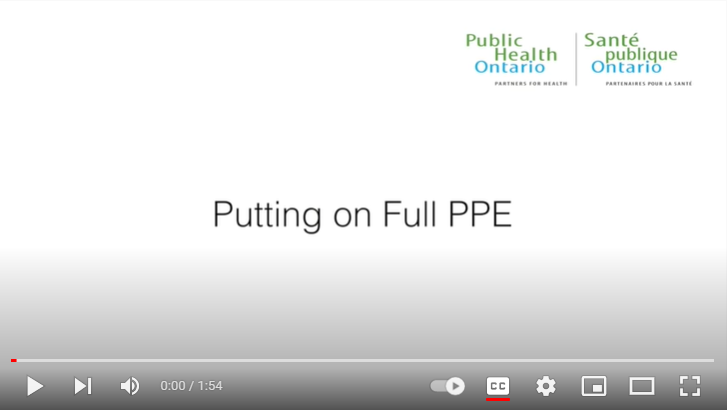 Public
Health
Ontario
PARTNERS FOR HEALTH
Santé
publique
Ontario
PARTENAIRES POUR LA SANTÉ
Putting on Full PPE
0:00 / 1:54
CC